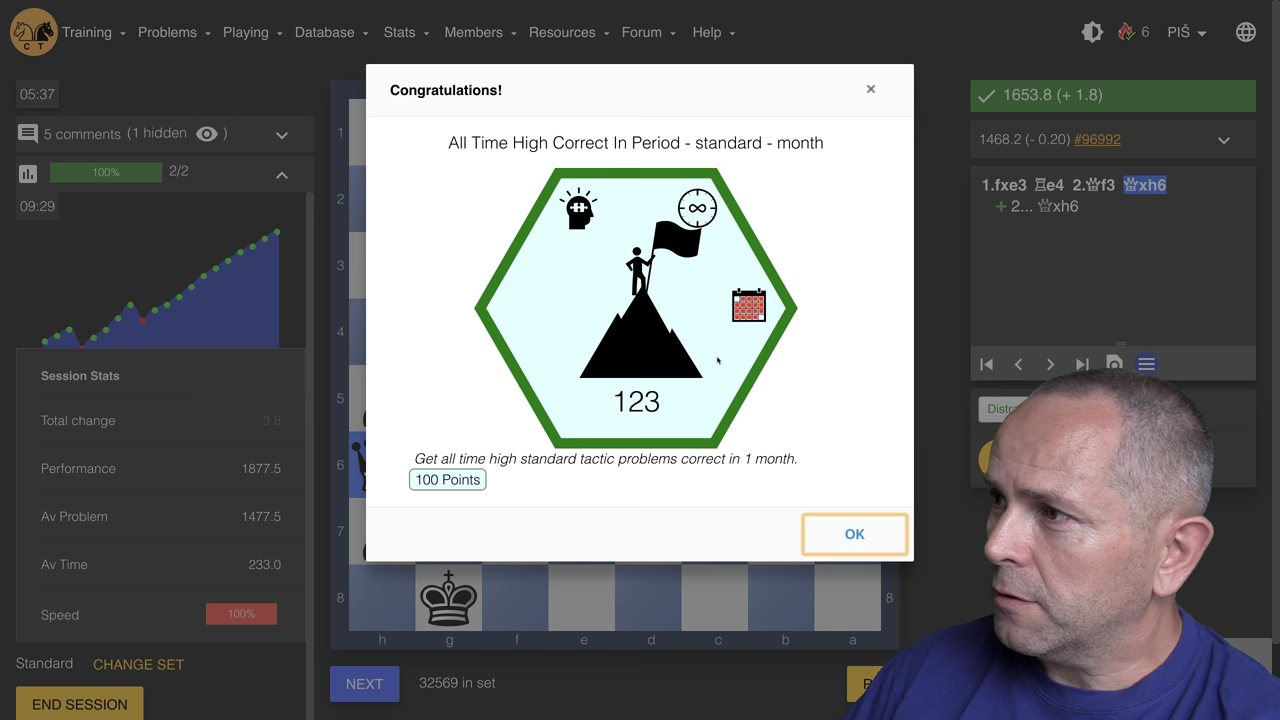 C T
Training
Problems
Playing
Database
Stats
Members
Resources
Forum
Help
6
PIŠ
05:37
5 comments (1 hidden )
100%
2/2
09:29
Session Stats
Total change 3.8
Performance 1877.5
Av Problem 1477.5
Av Time 233.0
Speed 100%
Standard CHANGE SET
END SESSION
Congratulations!
×
All Time High Correct In Period - standard - month
∞
123
Get all time high standard tactic problems correct in 1 month.
100 Points
OK
1
2
3
4
5
6
7
8
8
h g f e d c b a
NEXT
32569 in set
1653.8 (+ 1.8)
1468.2 (- 0.20) #96992
1.fxe3 ♖e4 2.♕f3 ♕xh6
+ 2... ♕xh6